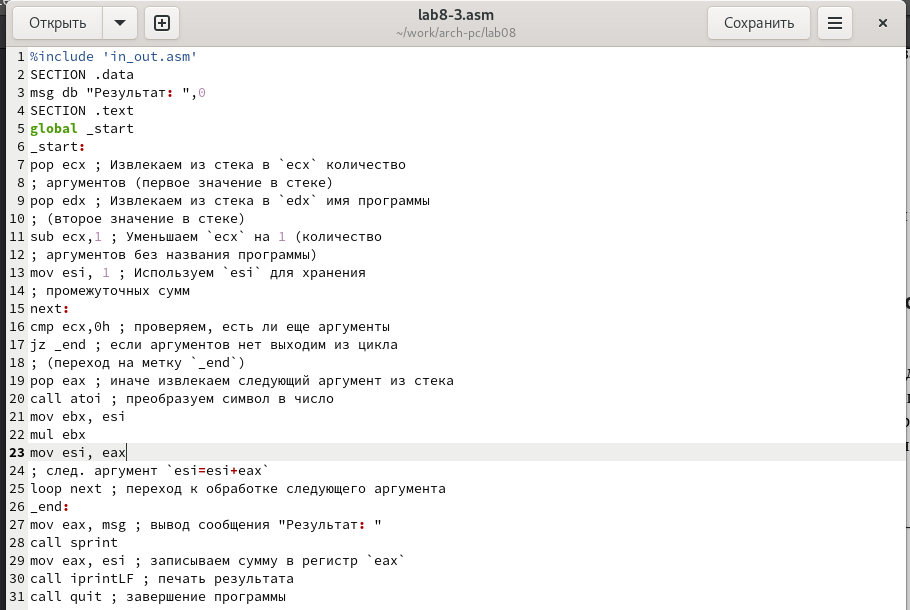 Открыть
lab8-3.asm
~/work/arch-pc/lab08
Сохранить
1 %include 'in_out.asm'
2 SECTION .data
3 msg db "Результат: ",0
4 SECTION .text
5 global _start
6 _start:
7 pop ecx ; Извлекаем из стека в `ecx` количество
8 ; аргументов (первое значение в стеке)
9 pop edx ; Извлекаем из стека в `edx` имя программы
10 ; (второе значение в стеке)
11 sub ecx,1 ; Уменьшаем `ecx` на 1 (количество
12 ; аргументов без названия программы)
13 mov esi, 1 ; Используем `esi` для хранения
14 ; промежуточных сумм
15 next:
16 cmp ecx,0h ; проверяем, есть ли еще аргументы
17 jz _end ; если аргументов нет выходим из цикла
18 ; (переход на метку `_end`)
19 pop eax ; иначе извлекаем следующий аргумент из стека
20 call atoi ; преобразуем символ в число
21 mov ebx, esi
22 mul ebx
23 mov esi, eax
24 ; след. аргумент `esi=esi+eax`
25 loop next ; переход к обработке следующего аргумента
26 _end:
27 mov eax, msg ; вывод сообщения "Результат: "
28 call sprint
29 mov eax, esi ; записываем сумму в регистр `eax`
30 call iprintLF ; печать результата
31 call quit ; завершение программы